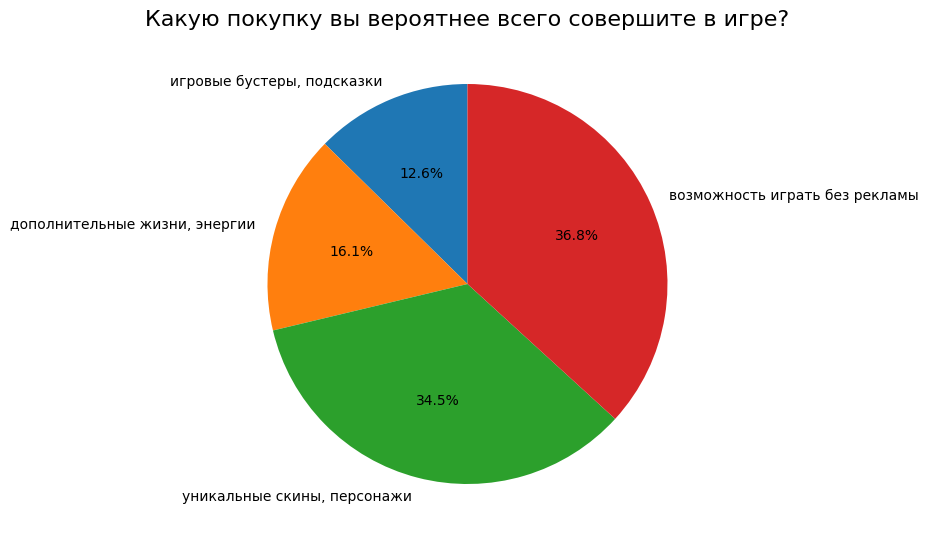 Какую покупку вы вероятнее всего совершите в игре?
игровые бустеры, подсказки
12.6%
возможность играть без рекламы
36.8%
дополнительные жизни, энергии
16.1%
34.5%
уникальные скины, персонажи